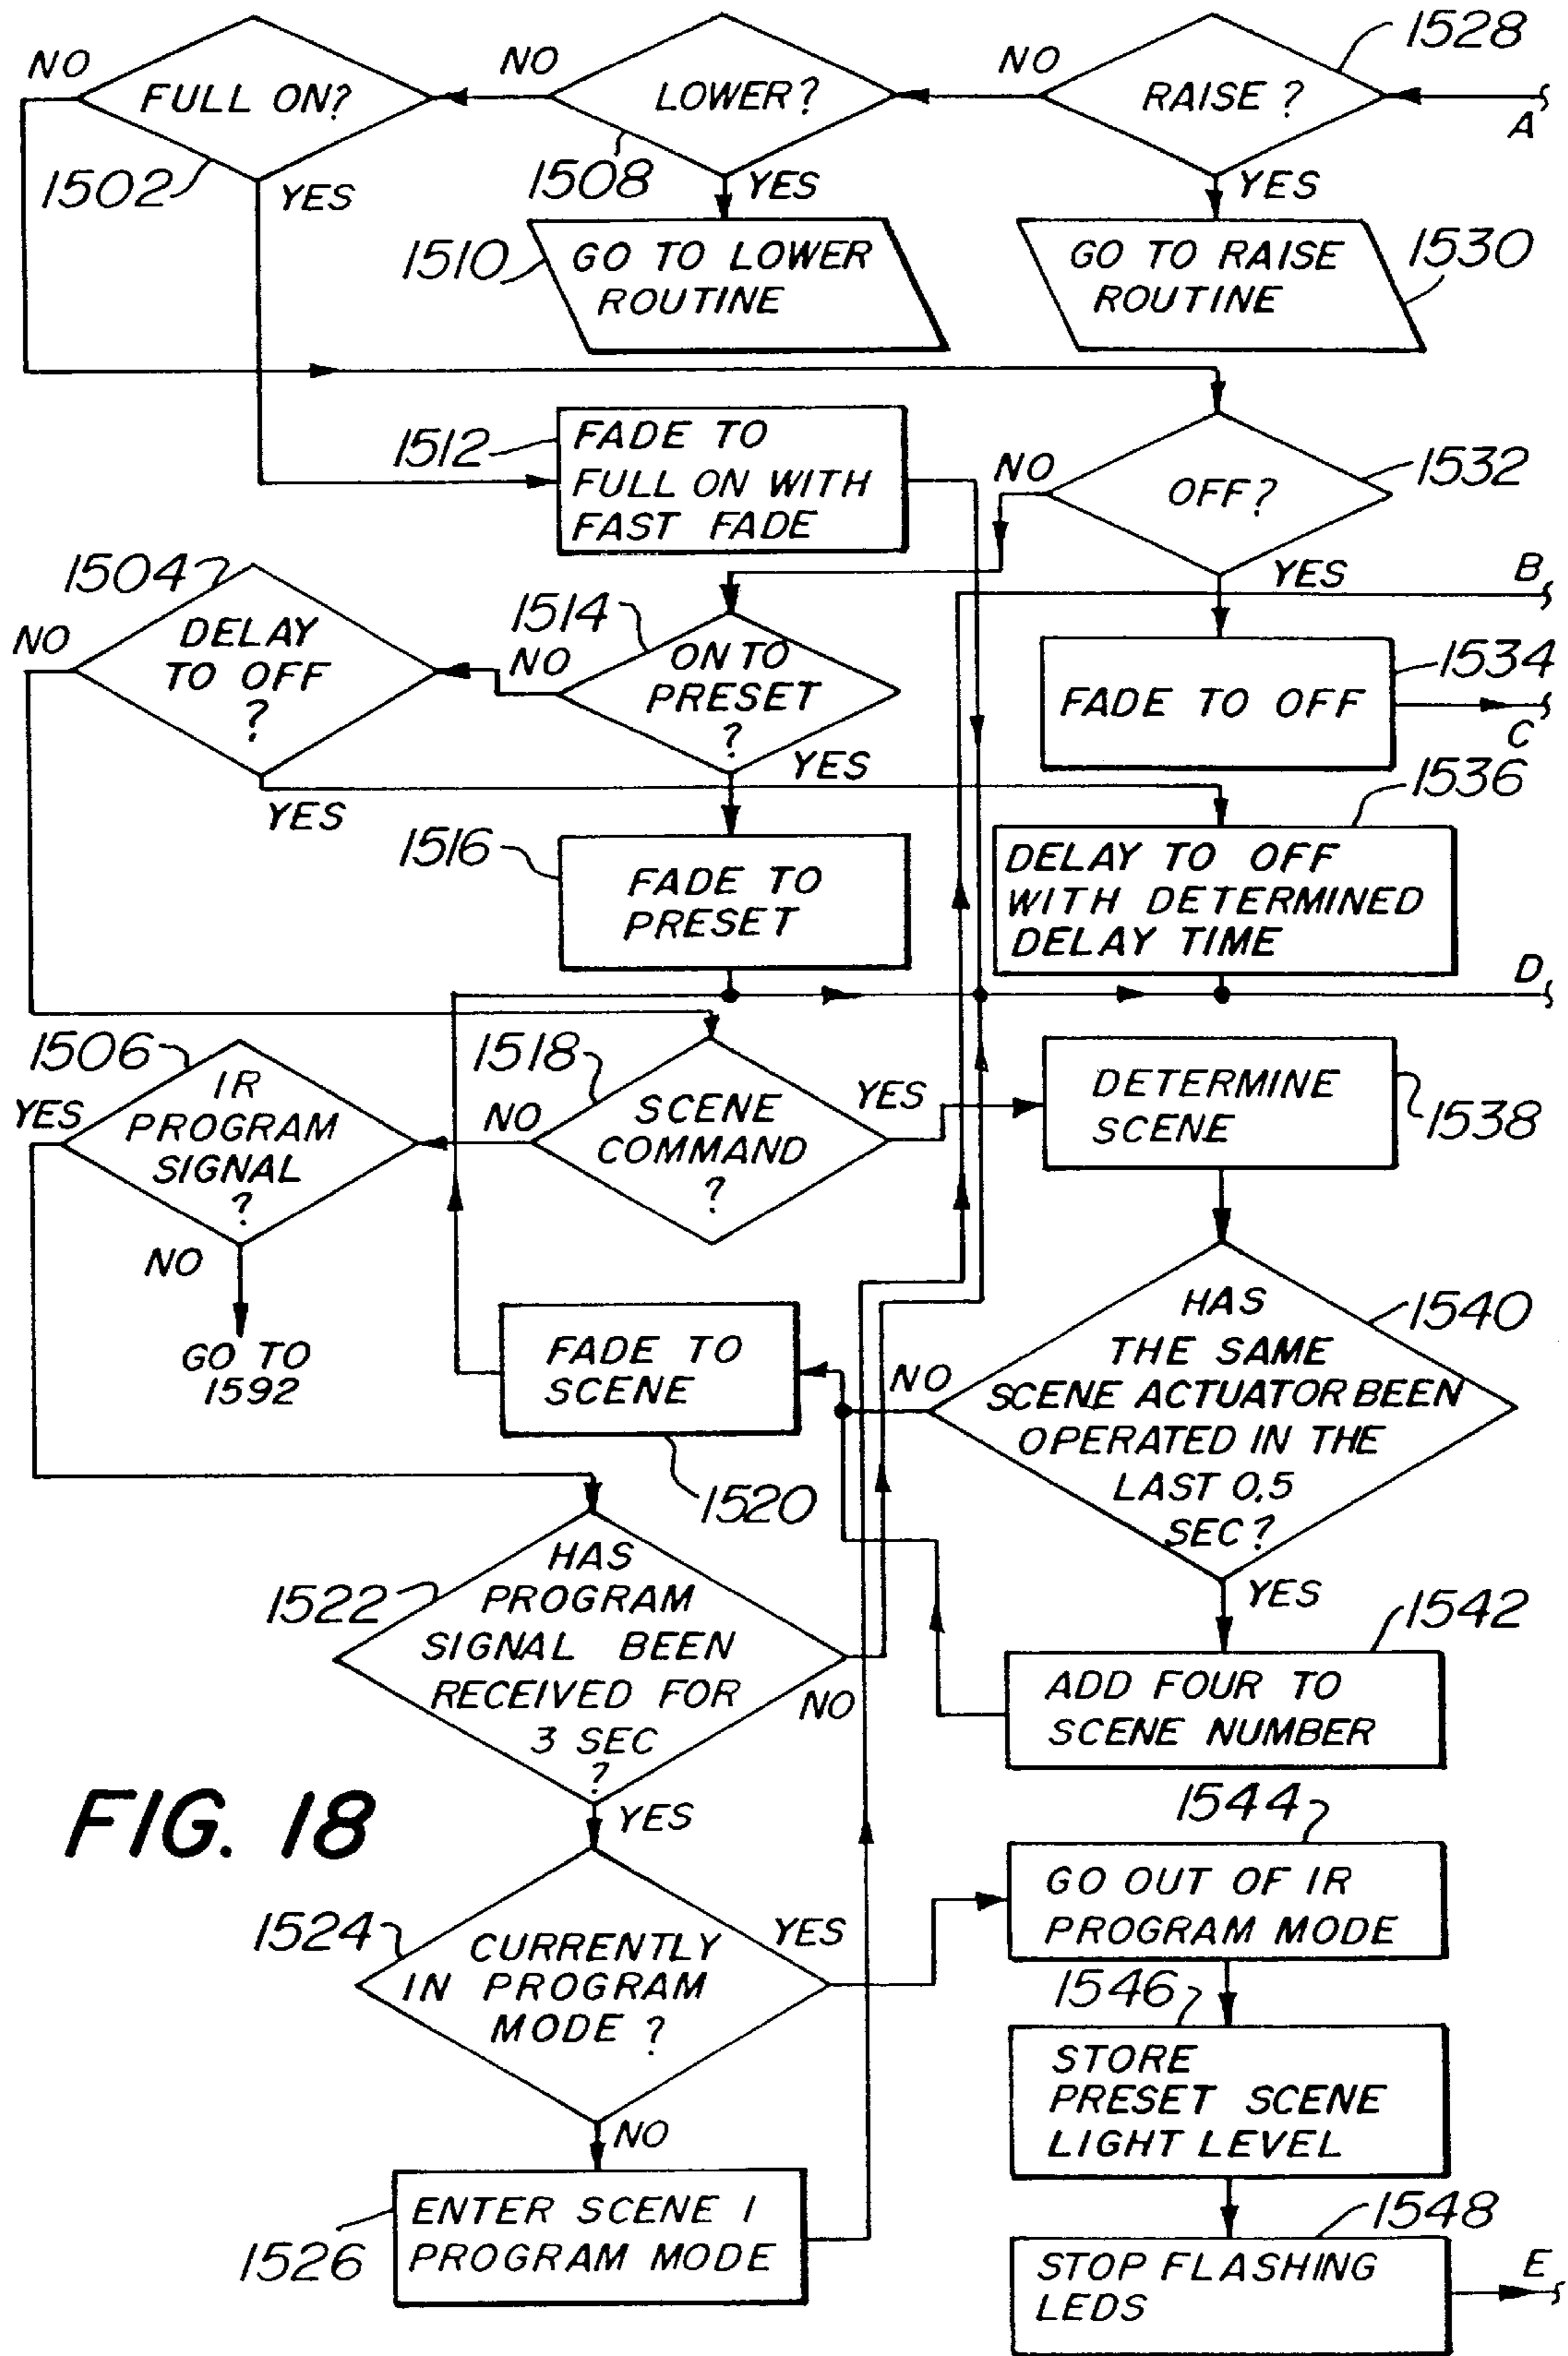 1528
NO
NO
NO
FULL ON?
LOWER?
RAISE ?
A
1502
YES
1508
YES
YES
1510
GO TO LOWER
ROUTINE
GO TO RAISE
ROUTINE
1530
1512
FADE TO
FULL ON WITH
FAST FADE
NO
OFF?
1532
1504
YES
B
NO
DELAY
TO OFF
?
1514
NO
ON TO
PRESET
?
1534
FADE TO OFF
C
YES
YES
1536
1516
FADE TO
PRESET
DELAY TO OFF
WITH DETERMINED
DELAY TIME
D
1506
1518
YES
IR
PROGRAM
SIGNAL
?
NO
SCENE
COMMAND
?
YES
DETERMINE
SCENE
1538
NO
GO TO
1592
FADE TO
SCENE
NO
HAS
THE SAME
SCENE ACTUATOR BEEN
OPERATED IN THE
LAST 0.5
SEC?
1540
1520
1522
HAS
PROGRAM
SIGNAL BEEN
RECEIVED FOR
3 SEC
?
NO
YES
1542
ADD FOUR TO
SCENE NUMBER
FIG. 18
YES
1544
GO OUT OF IR
PROGRAM MODE
1524
CURRENTLY
IN PROGRAM
MODE ?
YES
1546
STORE
PRESET SCENE
LIGHT LEVEL
NO
ENTER SCENE 1
PROGRAM MODE
1526
1548
STOP FLASHING
LEDS
E